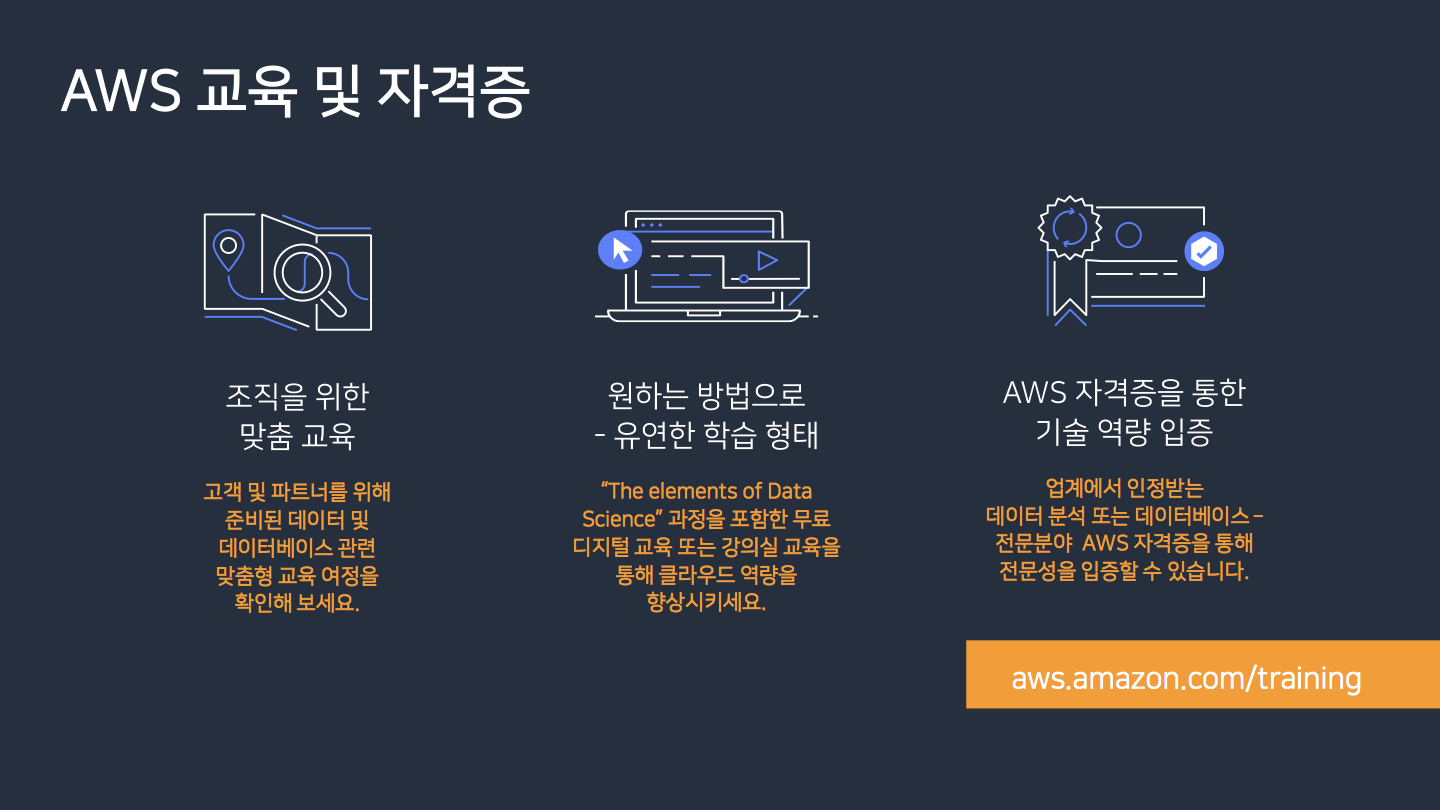 AWS 교육 및 자격증
조직을 위한
맞춤 교육
고객 및 파트너를 위해
준비된 데이터 및
데이터베이스 관련
맞춤형 교육 여정을
확인해 보세요.
원하는 방법으로
- 유연한 학습 형태
“The elements of Data
Science” 과정을 포함한 무료
디지털 교육 또는 강의실 교육을
통해 클라우드 역량을
향상시키세요.
AWS 자격증을 통한
기술 역량 입증
업계에서 인정받는
데이터 분석 또는 데이터베이스 –
전문분야 AWS 자격증을 통해
전문성을 입증할 수 있습니다.
aws.amazon.com/training